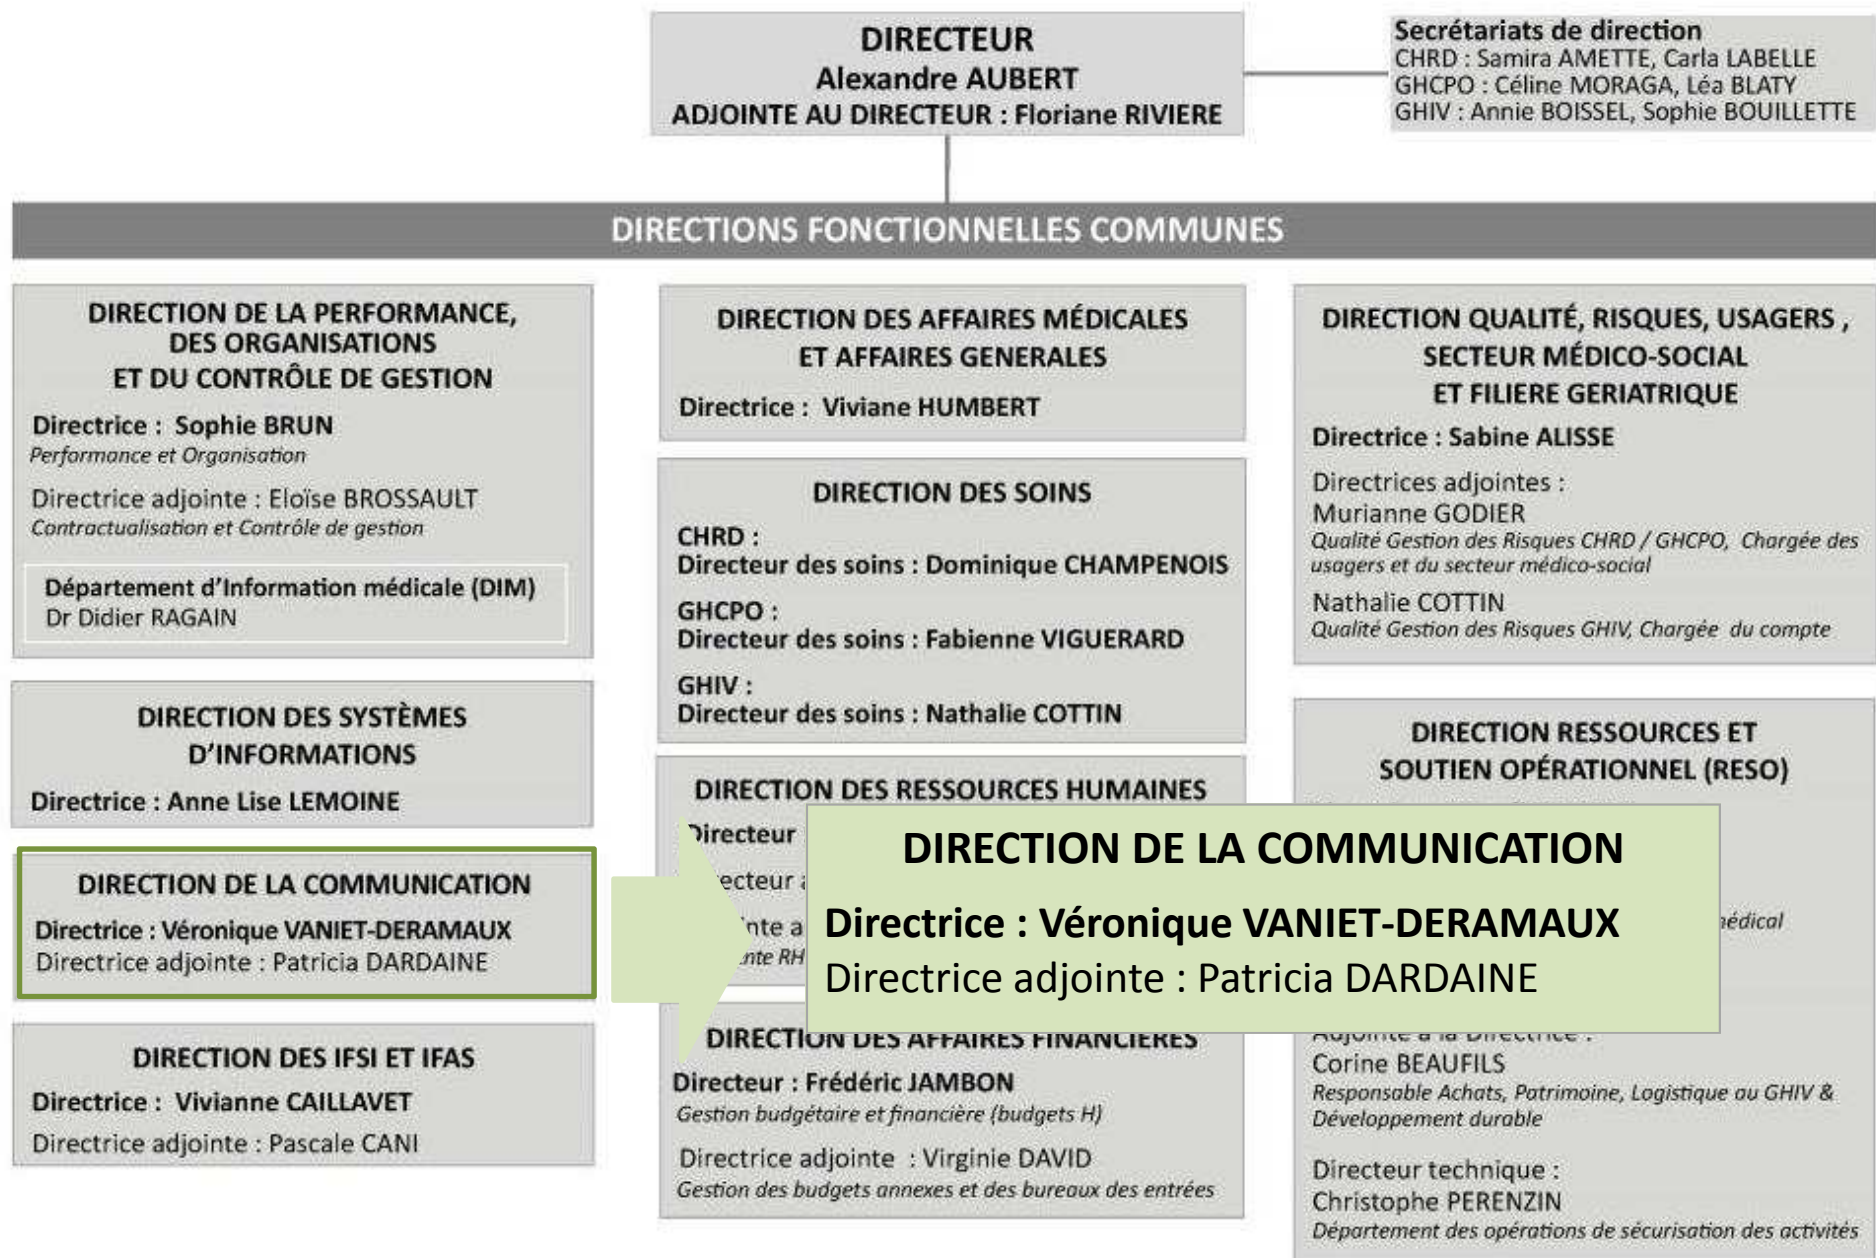 DIRECTEUR
Alexandre AUBERT
ADJOINTE AU DIRECTEUR : Floriane RIVIERE
Secrétariats de direction
CHRD : Samira AMETTE, Carla LABELLE
GHCPO : Céline MORAGA, Léa BLATY
GHIV : Annie BOISSEL, Sophie BOUILLETTE
DIRECTIONS FONCTIONNELLES COMMUNES
DIRECTION DE LA PERFORMANCE,
DES ORGANISATIONS
ET DU CONTRÔLE DE GESTION
Directrice : Sophie BRUN
Performance et Organisation
Directrice adjointe : Eloïse BROSSAULT
Contractualisation et Contrôle de gestion
Département d'Information médicale (DIM)
Dr Didier RAGAIN
DIRECTION DES SYSTÈMES
D'INFORMATIONS
Directrice : Anne Lise LEMOINE
DIRECTION DE LA COMMUNICATION
Directrice : Véronique VANIET-DERAMAUX
Directrice adjointe : Patricia DARDAINE
DIRECTION DES IFSI ET IFAS
Directrice : Vivianne CAILLAVET
Directrice adjointe : Pascale CANI
DIRECTION DES AFFAIRES MÉDICALES
ET AFFAIRES GENERALES
Directrice : Viviane HUMBERT
DIRECTION DES SOINS
CHRD :
Directeur des soins : Dominique CHAMPENOIS
GHCPO :
Directeur des soins : Fabienne VIGUERARD
GHIV :
Directeur des soins : Nathalie COTTIN
DIRECTION DES RESSOURCES HUMAINES
Directeur
DIRECTION DE LA COMMUNICATION
Directrice : Véronique VANIET-DERAMAUX
Directrice adjointe : Patricia DARDAINE
DIRECTION DES AFFAIRES FINANCIERES
Directeur : Frédéric JAMBON
Gestion budgétaire et financière (budgets H)
Directrice adjointe : Virginie DAVID
Gestion des budgets annexes et des bureaux des entrées
DIRECTION QUALITÉ, RISQUES, USAGERS ,
SECTEUR MÉDICO-SOCIAL
ET FILIERE GERIATRIQUE
Directrice : Sabine ALISSE
Directrices adjointes :
Murianne GODIER
Qualité Gestion des Risques CHRD / GHCPO, Chargée des
usagers et du secteur médico-social
Nathalie COTTIN
Qualité Gestion des Risques GHIV, Chargée du compte
DIRECTION RESSOURCES ET
SOUTIEN OPÉRATIONNEL (RESO)
Adjointe à la Directrice :
Corine BEAUFILS
Responsable Achats, Patrimoine, Logistique au GHIV &
Développement durable
Directeur technique :
Christophe PERENZIN
Département des opérations de sécurisation des activités